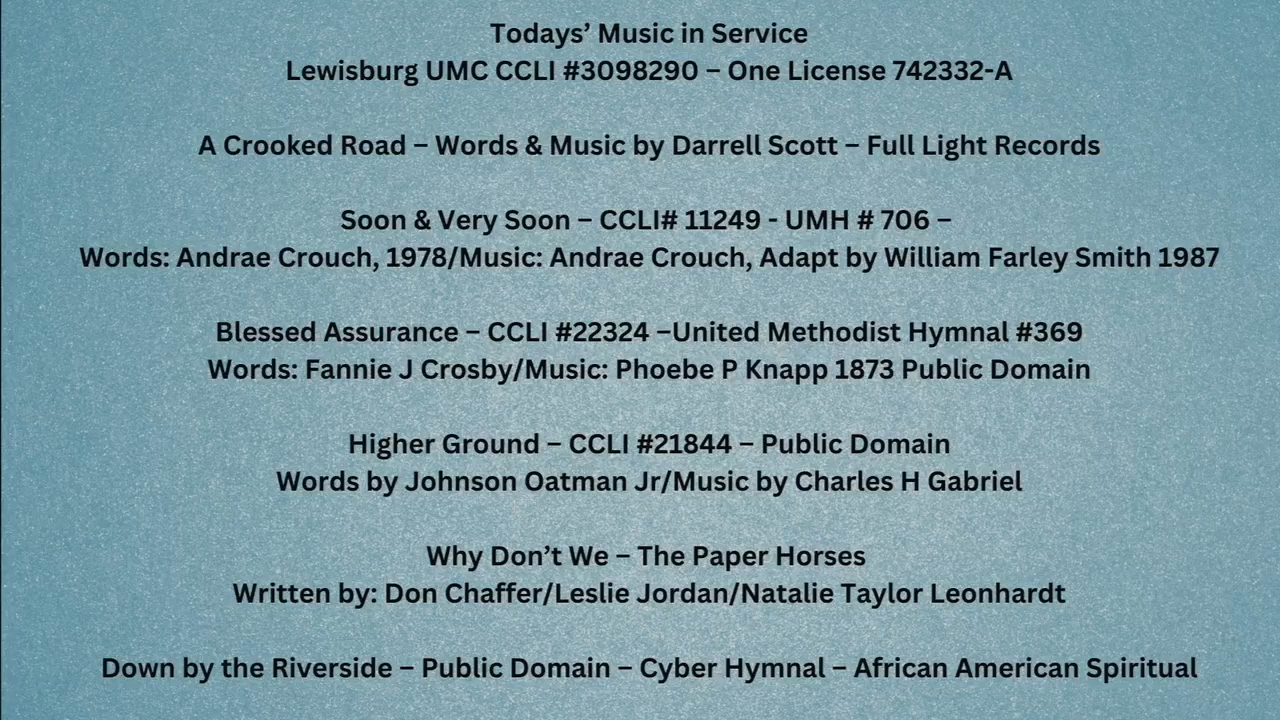 Todays’ Music in Service
Lewisburg UMC CCLI #3098290 – One License 742332-A
A Crooked Road – Words & Music by Darrell Scott – Full Light Records
Soon & Very Soon – CCLI# 11249 - UMH # 706 –
Words: Andrae Crouch, 1978/Music: Andrae Crouch, Adapt by William Farley Smith 1987
Blessed Assurance – CCLI #22324 –United Methodist Hymnal #369
Words: Fannie J Crosby/Music: Phoebe P Knapp 1873 Public Domain
Higher Ground – CCLI #21844 – Public Domain
Words by Johnson Oatman Jr/Music by Charles H Gabriel
Why Don’t We – The Paper Horses
Written by: Don Chaffer/Leslie Jordan/Natalie Taylor Leonhardt
Down by the Riverside – Public Domain – Cyber Hymnal – African American Spiritual